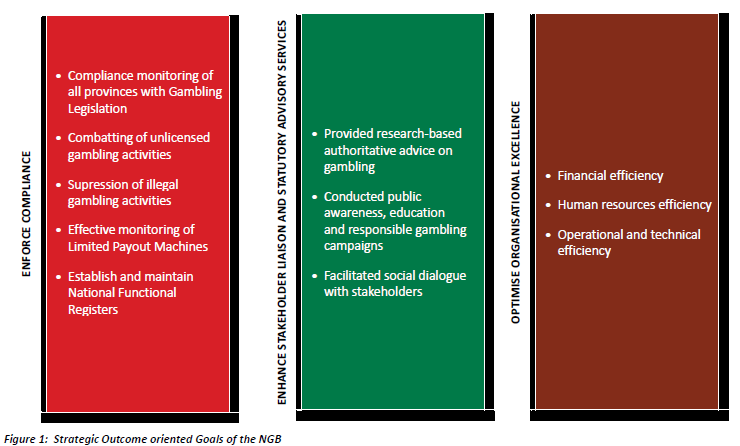 ENFORCE COMPLIANCE
• Compliance monitoring of
all provinces with Gambling
Legislation
• Combatting of unlicensed
gambling activities
• Supression of illegal
gambling activities
• Effective monitoring of
Limited Payout Machines
• Establish and maintain
National Functional
Registers
ENHANCE STAKEHOLDER LIAISON AND STATUTORY ADVISORY SERVICES
• Provided research-based
authoritative advice on
gambling
• Conducted public
awareness, education
and responsible gambling
campaigns
• Facilitated social dialogue
with stakeholders
OPTIMISE ORGANISATIONAL EXCELLENCE
• Financial efficiency
• Human resources efficiency
• Operational and technical
efficiency
Figure 1: Strategic Outcome oriented Goals of the NGB